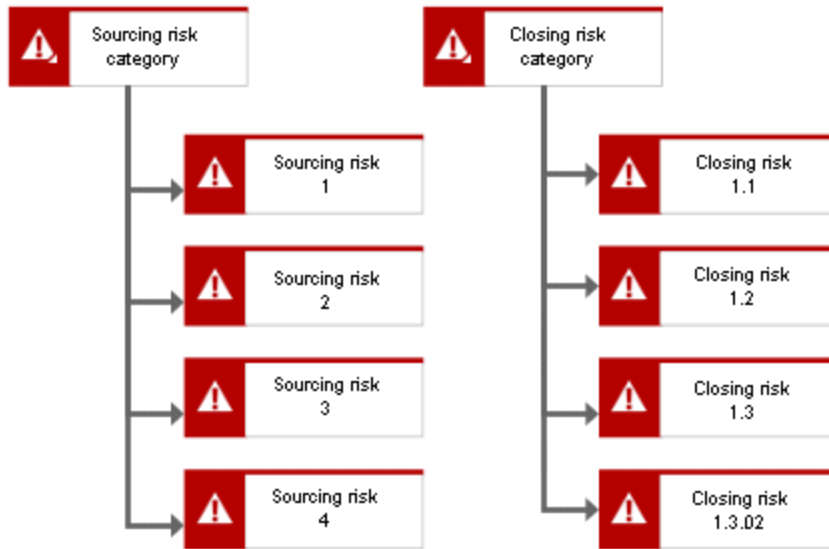 Sourcing risk
category
Sourcing risk
1
Sourcing risk
2
Sourcing risk
3
Sourcing risk
4
Closing risk
category
Closing risk
1.1
Closing risk
1.2
Closing risk
1.3
Closing risk
1.3.02